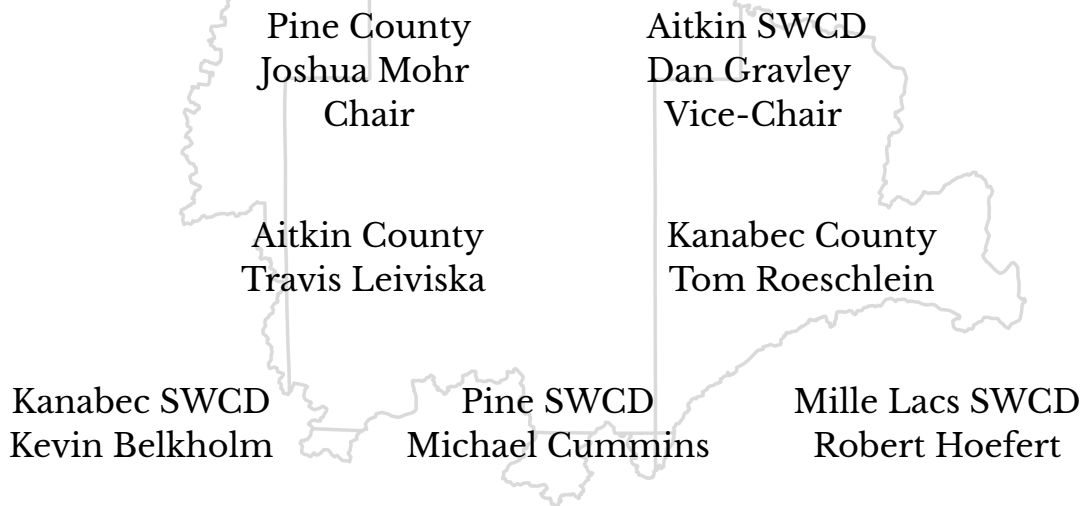 Pine County
Joshua Mohr
Chair
Aitkin SWCD
Dan Gravley
Vice-Chair
Aitkin County
Travis Leiviska
Kanabec County
Tom Roeschlein
Kanabec SWCD
Kevin Belkholm
Pine SWCD
Michael Cummins
Mille Lacs SWCD
Robert Hoefert